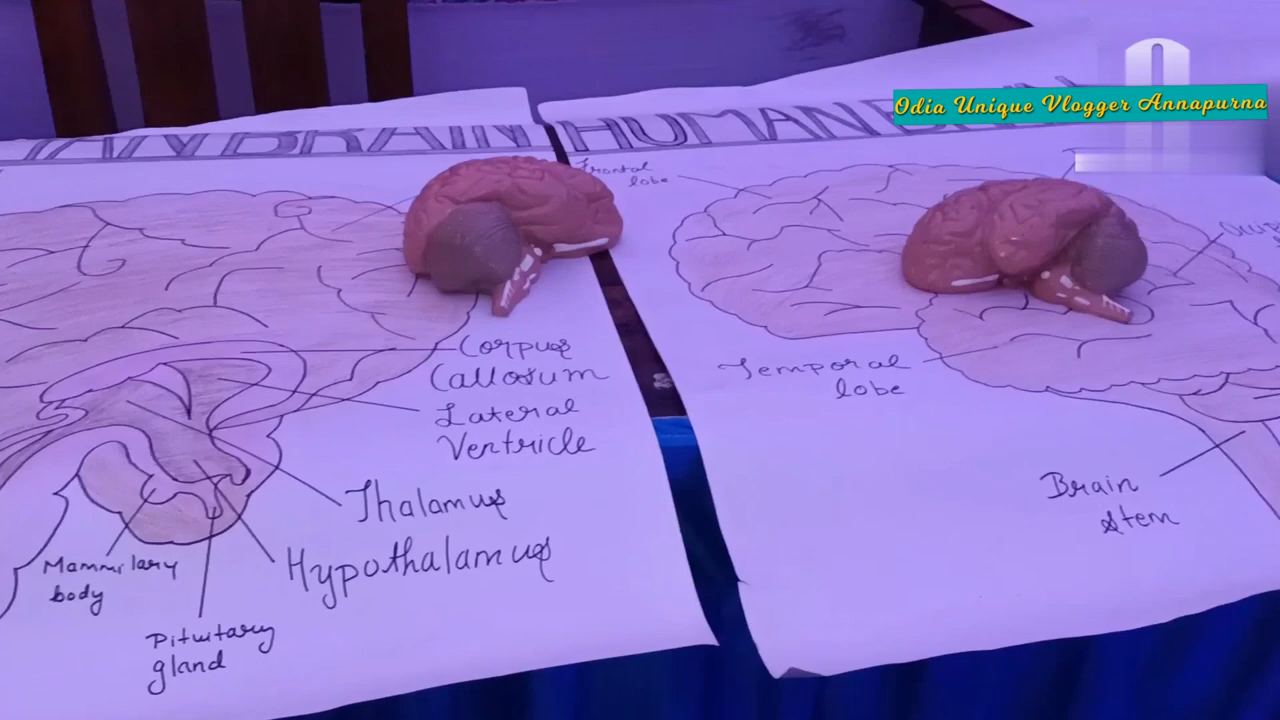 Odia Unique Vlogger Annapurna
BRAIN
HUMAN
Frontal
lobe
Corpus
Callosum
Lateral
Ventricle
Thalamus
Hypothalamus
Mammilary
body
Pituitary
gland
Temporal
lobe
Brain
stem